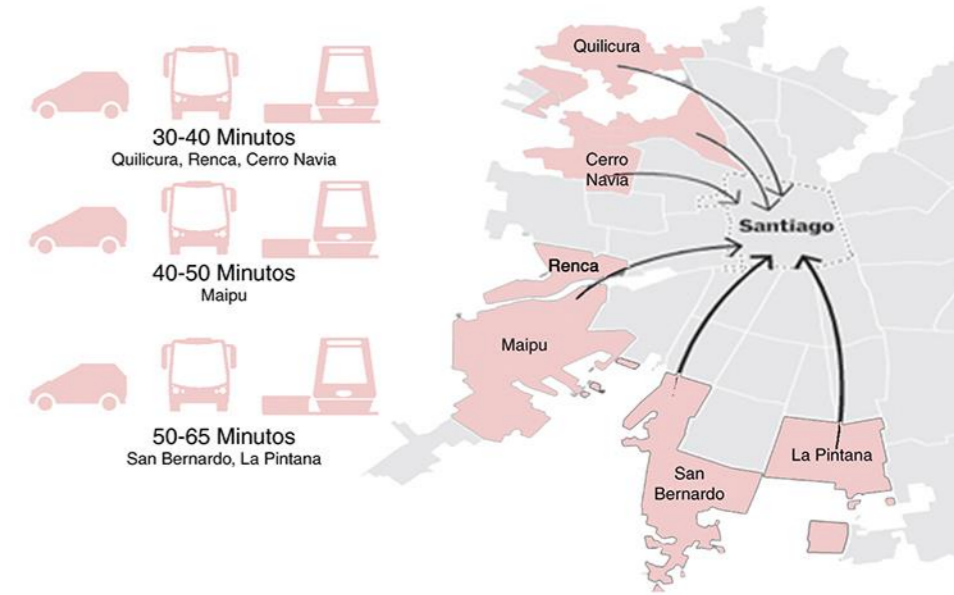 30-40 Minutos
Quilicura, Renca, Cerro Navia
40-50 Minutos
Maipu
50-65 Minutos
San Bernardo, La Pintana
Quilicura
Cerro
Navia
Santiago
Renca
Maipu
San
Bernardo
La Pintana